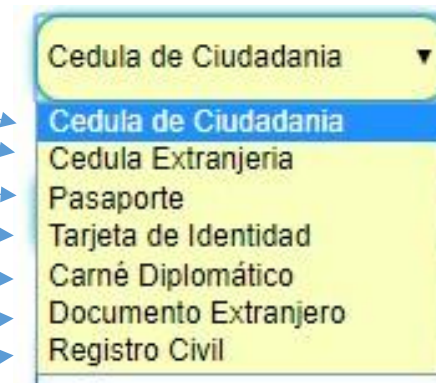 Cedula de Ciudadania
Cedula de Ciudadania
Cedula Extranjeria
Pasaporte
Tarjeta de Identidad
Carné Diplomático
Documento Extranjero
Registro Civil